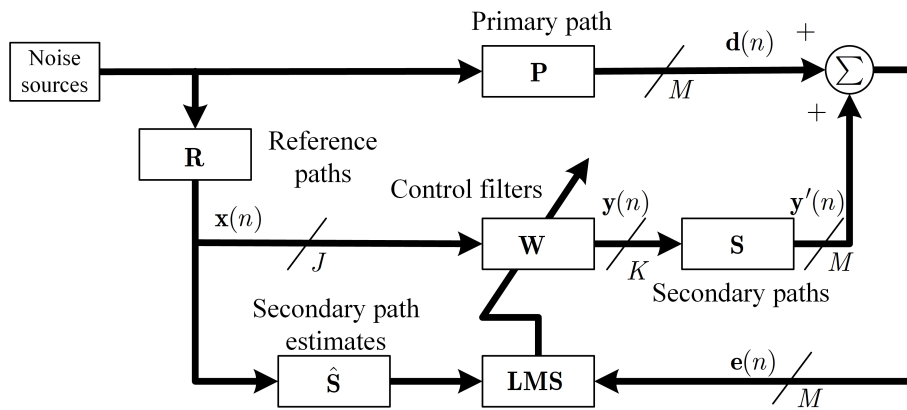 Primary path
Noise
sources
P
d(n)
+
∑
M
+
R
Reference
paths
Control filters
x(n)
J
W
y(n)
K
S
y′(n)
M
Secondary paths
Secondary path
estimates
Ŝ
LMS
e(n)
M